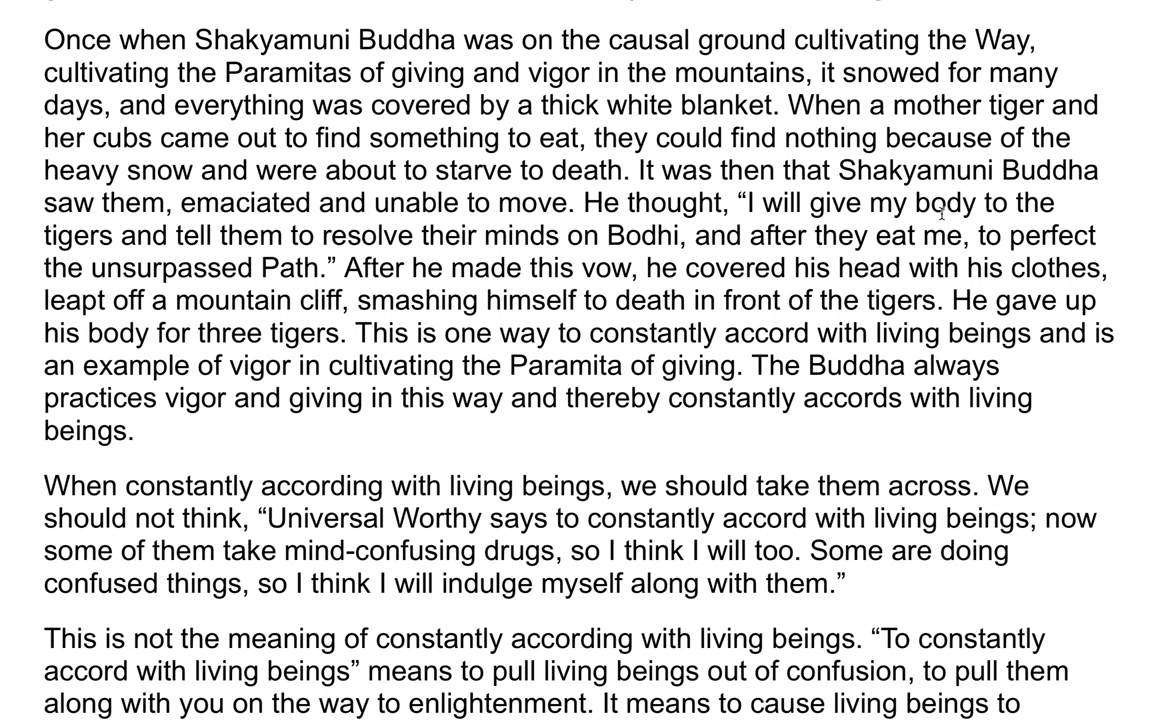 Once when Shakyamuni Buddha was on the causal ground cultivating the Way,
cultivating the Paramitas of giving and vigor in the mountains, it snowed for many
days, and everything was covered by a thick white blanket. When a mother tiger and
her cubs came out to find something to eat, they could find nothing because of the
heavy snow and were about to starve to death. It was then that Shakyamuni Buddha
saw them, emaciated and unable to move. He thought, “I will give my body to the
tigers and tell them to resolve their minds on Bodhi, and after they eat me, to perfect
the unsurpassed Path.” After he made this vow, he covered his head with his clothes,
leapt off a mountain cliff, smashing himself to death in front of the tigers. He gave up
his body for three tigers. This is one way to constantly accord with living beings and is
an example of vigor in cultivating the Paramita of giving. The Buddha always
practices vigor and giving in this way and thereby constantly accords with living
beings.
When constantly according with living beings, we should take them across. We
should not think, “Universal Worthy says to constantly accord with living beings; now
some of them take mind-confusing drugs, so I think I will too. Some are doing
confused things, so I think I will indulge myself along with them.”
This is not the meaning of constantly according with living beings. “To constantly
accord with living beings” means to pull living beings out of confusion, to pull them
along with you on the way to enlightenment. It means to cause living beings to